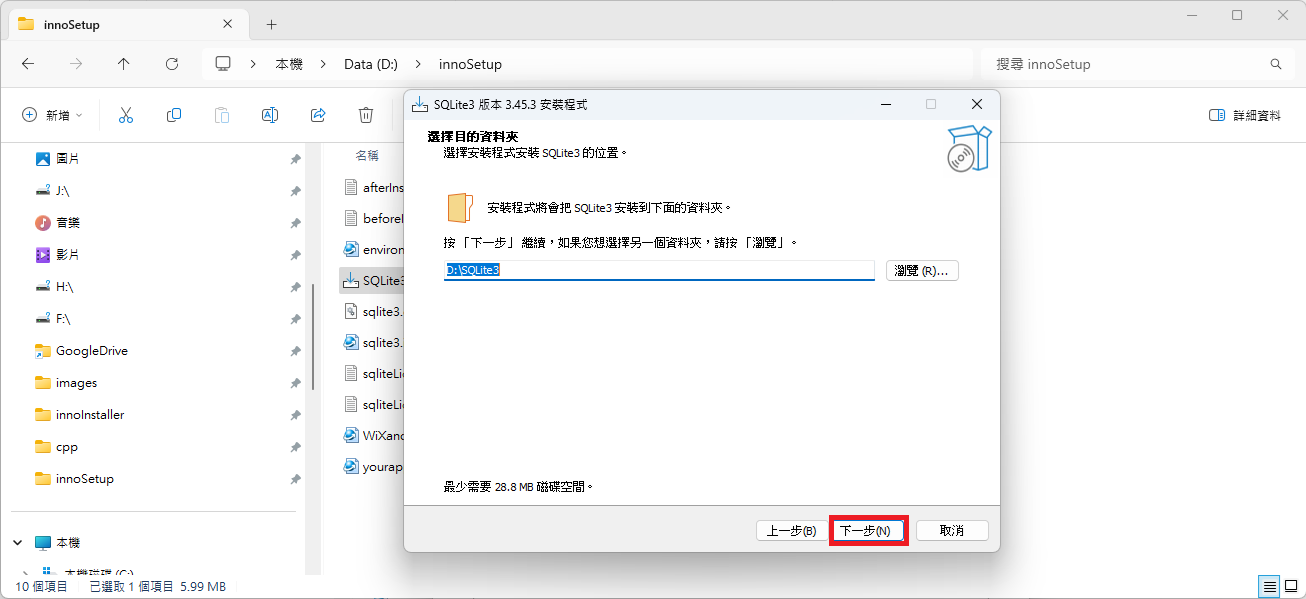 innoSetup
本機
Data (D:)
innoSetup
搜尋 innoSetup
新增
詳細資料
圖片
J:\
音樂
影片
H:\
F:\
GoogleDrive
images
innoInstaller
cpp
innoSetup
本機
本機磁碟 (C:)
名稱
afterIns
beforeI
environ
SQLite3
sqlite3.
sqlite3.
sqliteLi
sqliteLi
WiXand
yourap
SQLite3 版本 3.45.3 安裝程式
選擇目的資料夾
選擇安裝程式安裝 SQLite3 的位置。
安裝程式將會把 SQLite3 安裝到下面的資料夾。
按「下一步」繼續，如果您想選擇另一個資料夾，請按「瀏覽」。
D:\SQLite3
瀏覽 (R)...
最少需要 28.8 MB 磁碟空間。
上一步(B)
下一步(N)
取消
10 個項目
已選取 1 個項目 5.99 MB